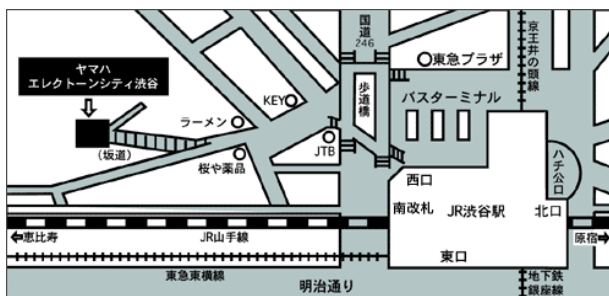 ヤマハ
エレクトーンシティ渋谷
(坂道)
ラーメン
桜や薬品
KEY
JTB
国道
246
歩道橋
東急プラザ
京王井の頭線
バスターミナル
ハチ公口
西口
南改札
JR渋谷駅
北口
東口
恵比寿
JR山手線
原宿
東急東横線
明治通り
地下鉄
銀座線